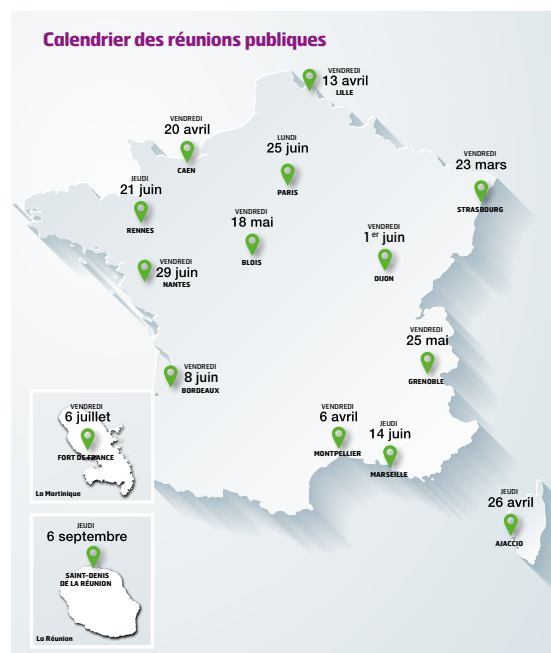 Calendrier des réunions publiques
VENDREDI
13 avril
LILLE
VENDREDI
20 avril
CAEN
LUNDI
25 juin
PARIS
VENDREDI
23 mars
STRASBOURG
JEUDI
21 juin
RENNES
VENDREDI
18 mai
BLOIS
VENDREDI
1er juin
DIJON
VENDREDI
29 juin
NANTES
VENDREDI
25 mai
GRENOBLE
VENDREDI
8 juin
BORDEAUX
VENDREDI
6 avril
MONTPELLIER
JEUDI
14 juin
MARSEILLE
VENDREDI
6 juillet
FORT DE FRANCE
La Martinique
JEUDI
26 avril
AJACCIO
JEUDI
6 septembre
SAINT-DENIS
DE LA RÉUNION
La Réunion